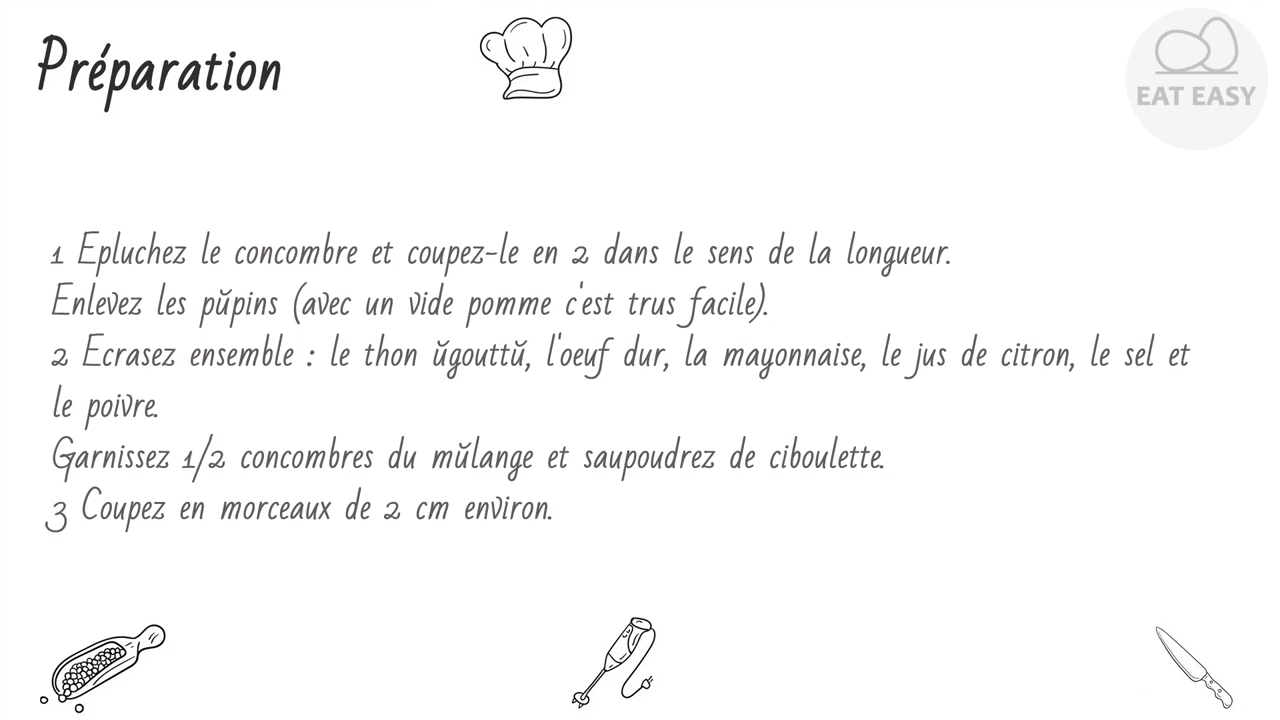 Préparation
EAT EASY
1 Epluchez le concombre et coupez-le en 2 dans le sens de la longueur.
Enlevez les pŭpins (avec un vide pomme c'est trus facile).
2 Ecrasez ensemble : le thon ŭgouttŭ, l'oeuf dur, la mayonnaise, le jus de citron, le sel et
le poivre.
Garnissez 1/2 concombres du mŭlange et saupoudrez de ciboulette.
3 Coupez en morceaux de 2 cm environ.